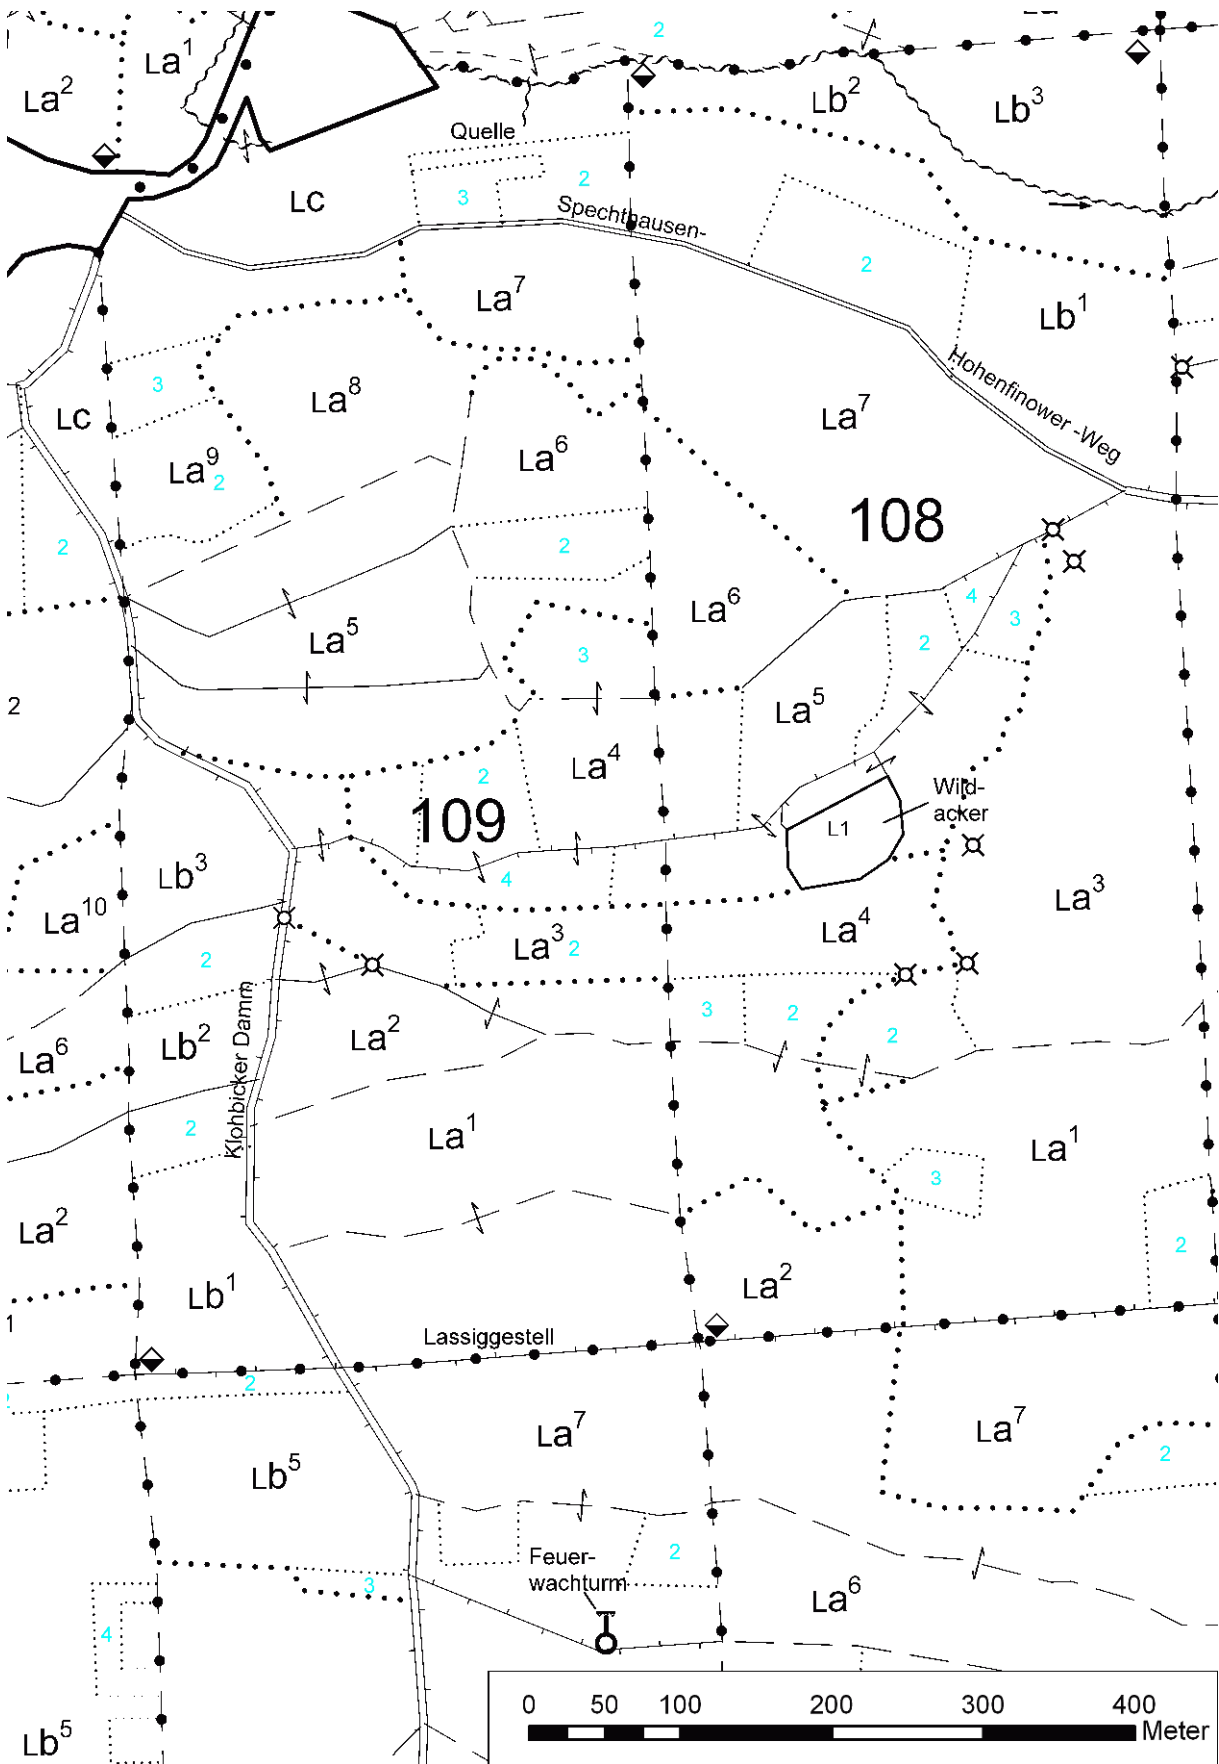 La
2
La¹
La²
Lb²
Lb³
Quelle
2
3
Lc
Spechthausen-
2
La⁷
Lb¹
Hohenfinower -Weg
3
La⁸
Lc
La⁷
La⁶
La⁹
2
108
2
2
4
La⁶
3
La⁵
2
3
2
La⁵
La⁴
2
Wild-
acker
109
L1
Lb³
4
La³
La¹⁰
La⁴
La³
2
2
3
2
2
La²
Lb²
La⁶
Klohbicker Damm
2
La¹
La¹
3
La²
2
La²
Lb¹
1
Lassiggestell
2
2
La⁷
La⁷
2
Lb⁵
Feuer-
wachturm
2
3
La⁶
4
Lb⁵
0 50 100 200 300 400
Meter